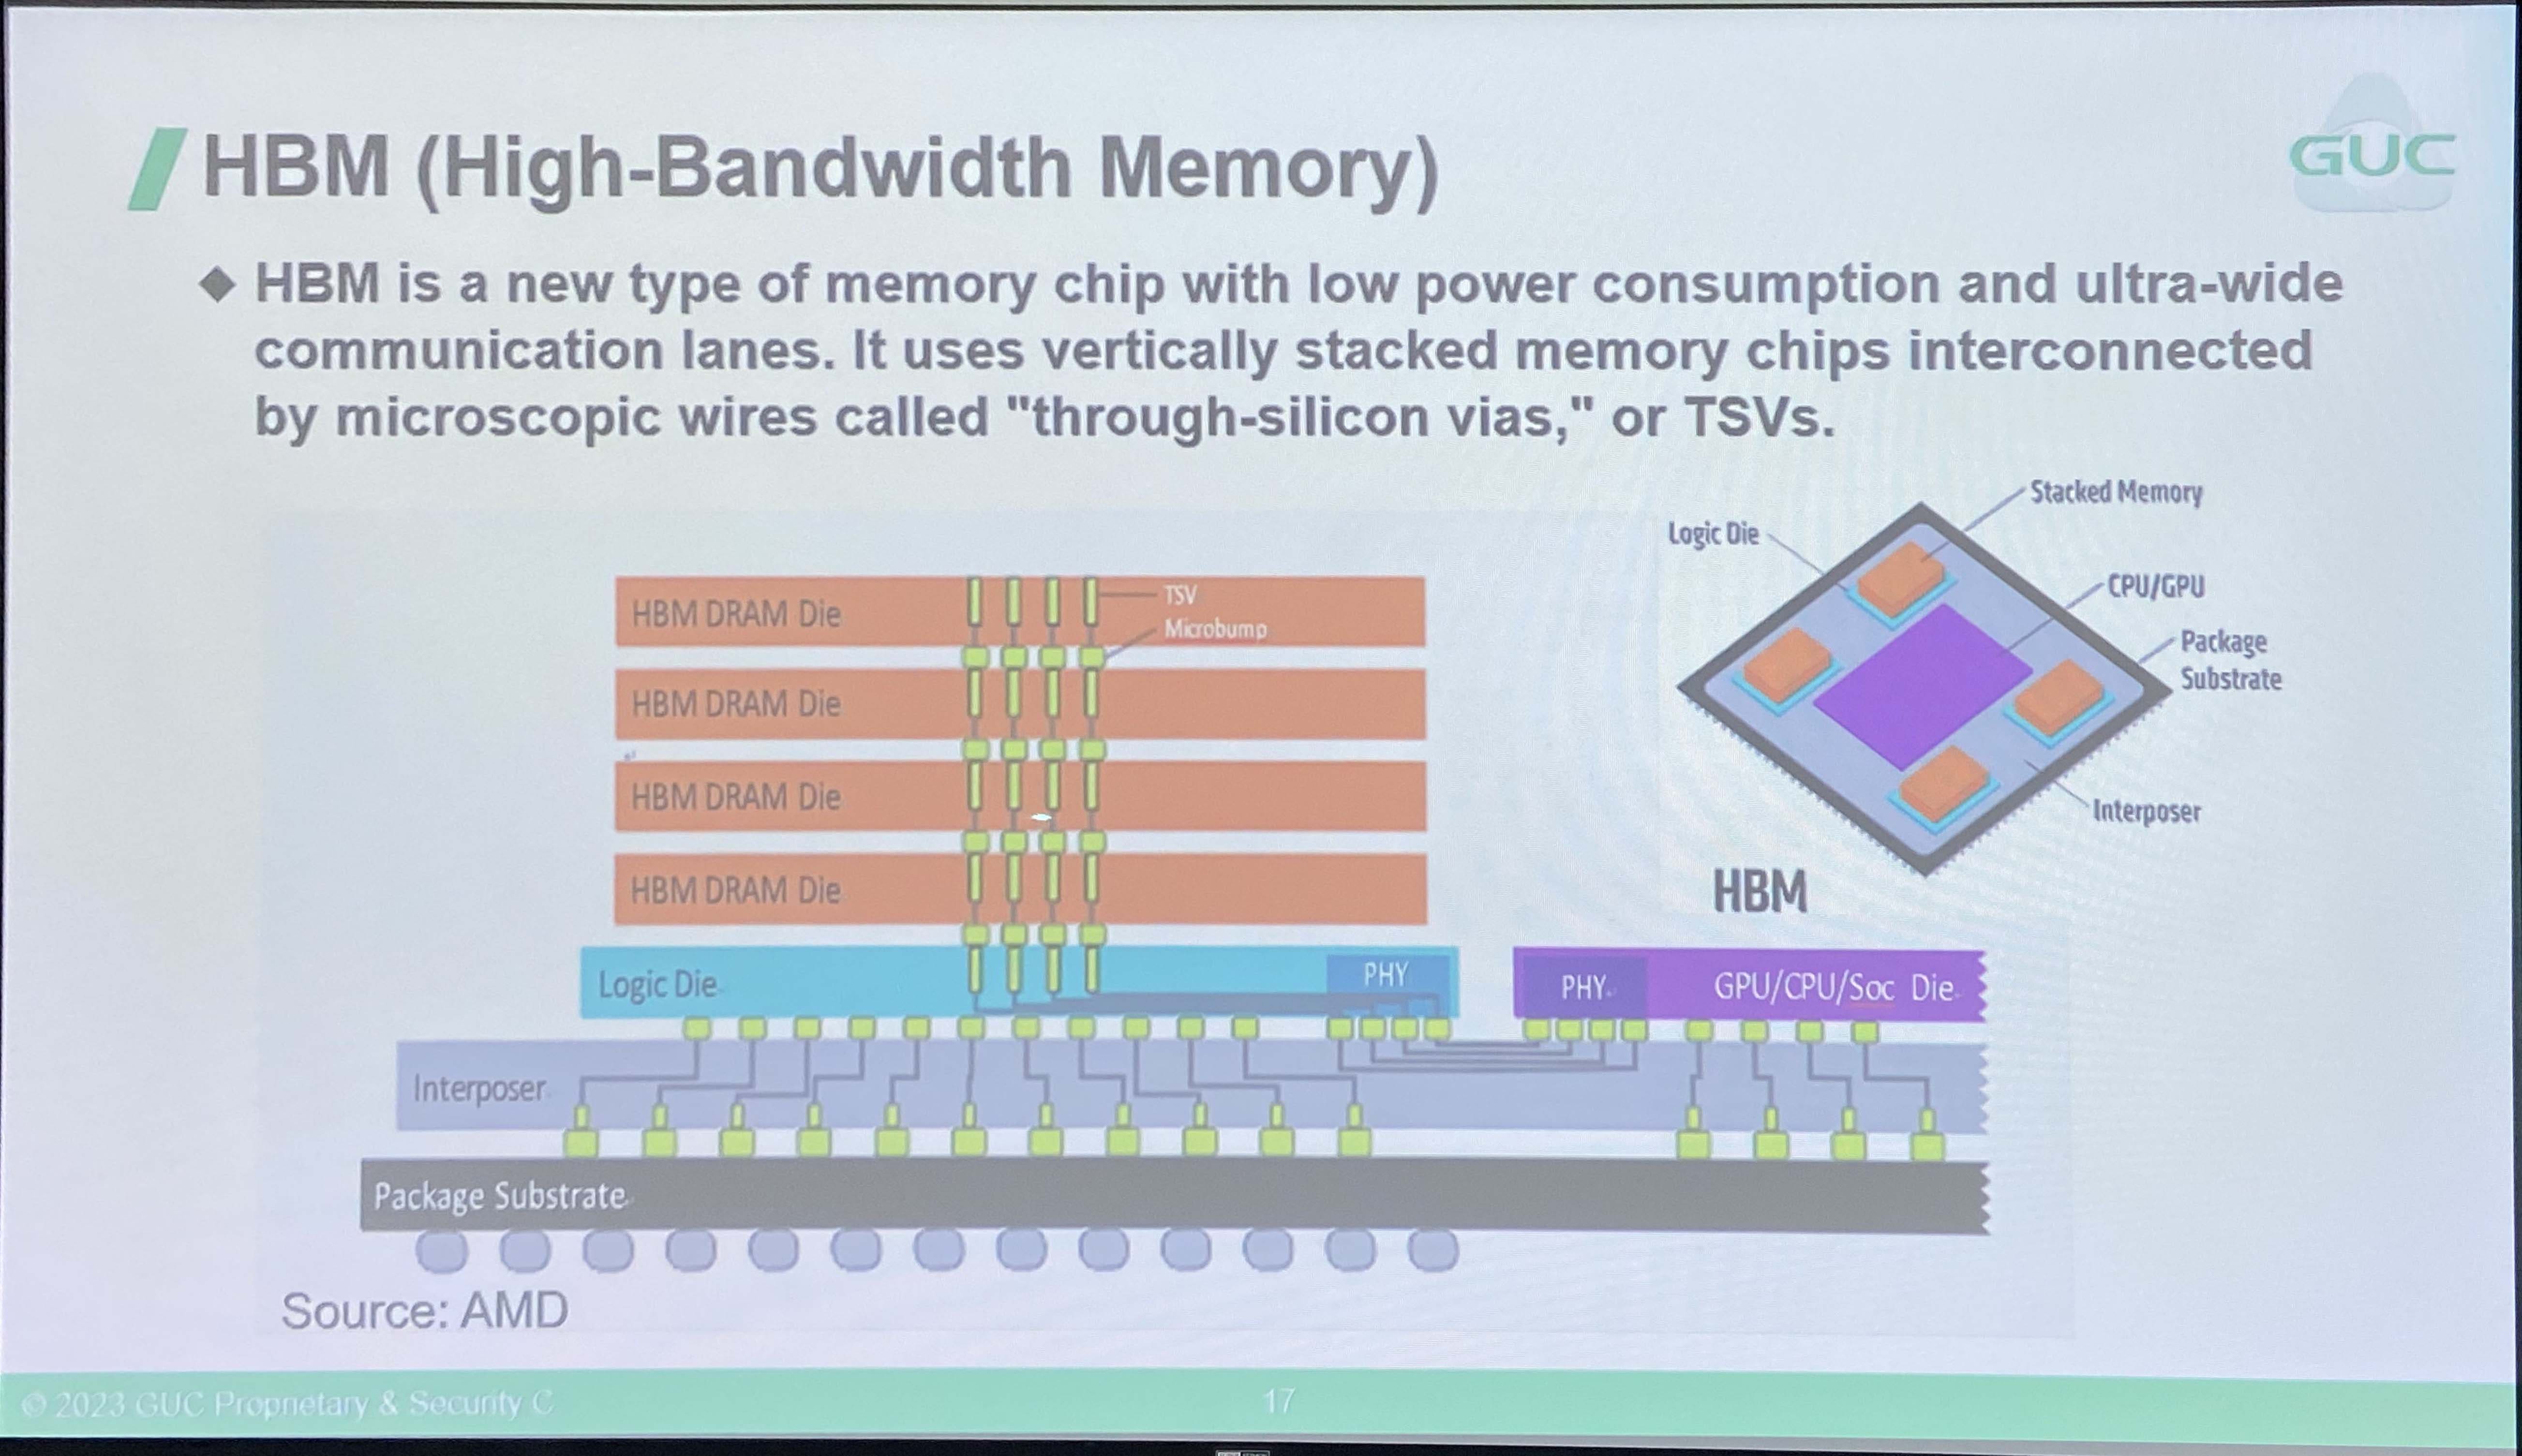 HBM (High-Bandwidth Memory)
GUC
HBM is a new type of memory chip with low power consumption and ultra-wide
communication lanes. It uses vertically stacked memory chips interconnected
by microscopic wires called "through-silicon vias," or TSVs.
Stacked Memory
Logic Die
CPU/GPU
Package
Substrate
Interposer
HBM
HBM DRAM Die
TSV
Microbump
HBM DRAM Die
HBM DRAM Die
HBM DRAM Die
Logic Die
PHY
PHY
GPU/CPU/Soc Die
Interposer
Package Substrate
Source: AMD
© 2023 GUC Proprietary & Security C
17